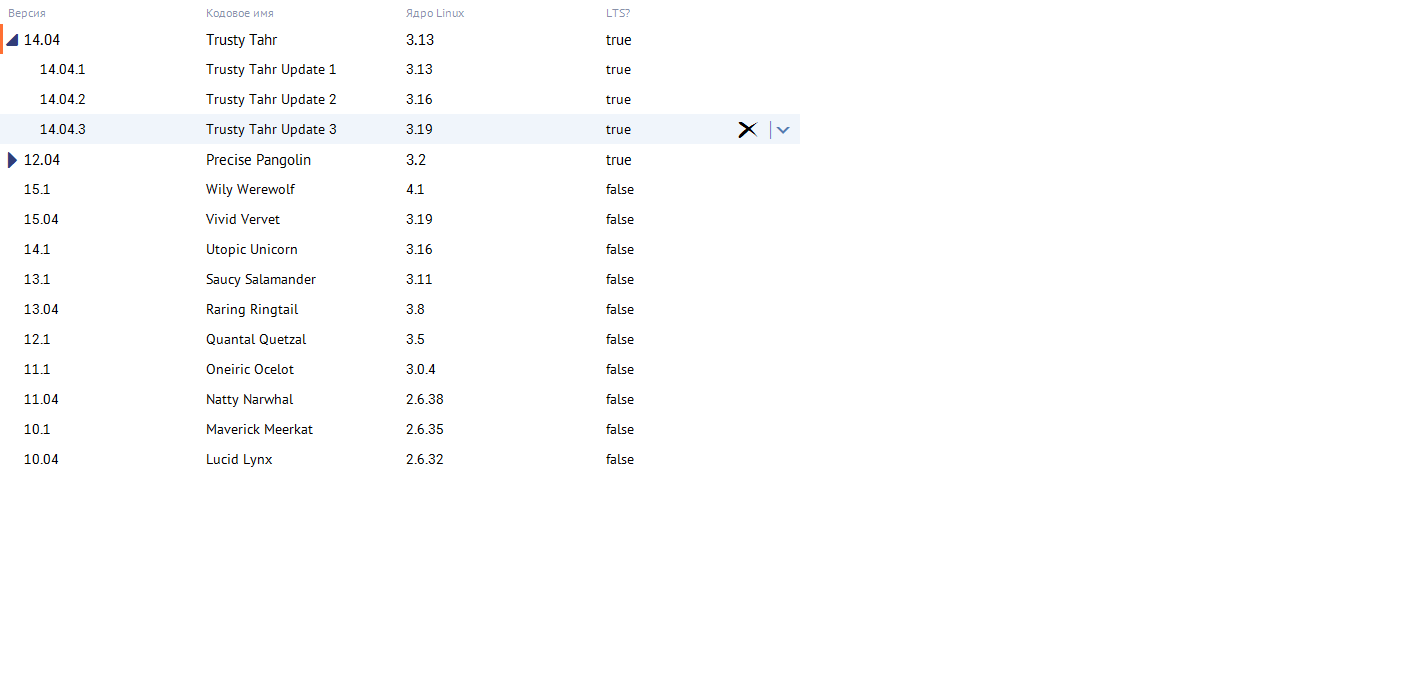 Версия Кодовое имя Ядро Linux LTS?
14.04 Trusty Tahr 3.13 true
14.04.1 Trusty Tahr Update 1 3.13 true
14.04.2 Trusty Tahr Update 2 3.16 true
14.04.3 Trusty Tahr Update 3 3.19 true
12.04 Precise Pangolin 3.2 true
15.1 Wily Werewolf 4.1 false
15.04 Vivid Vervet 3.19 false
14.1 Utopic Unicorn 3.16 false
13.1 Saucy Salamander 3.11 false
13.04 Raring Ringtail 3.8 false
12.1 Quantal Quetzal 3.5 false
11.1 Oneiric Ocelot 3.0.4 false
11.04 Natty Narwhal 2.6.38 false
10.1 Maverick Meerkat 2.6.35 false
10.04 Lucid Lynx 2.6.32 false